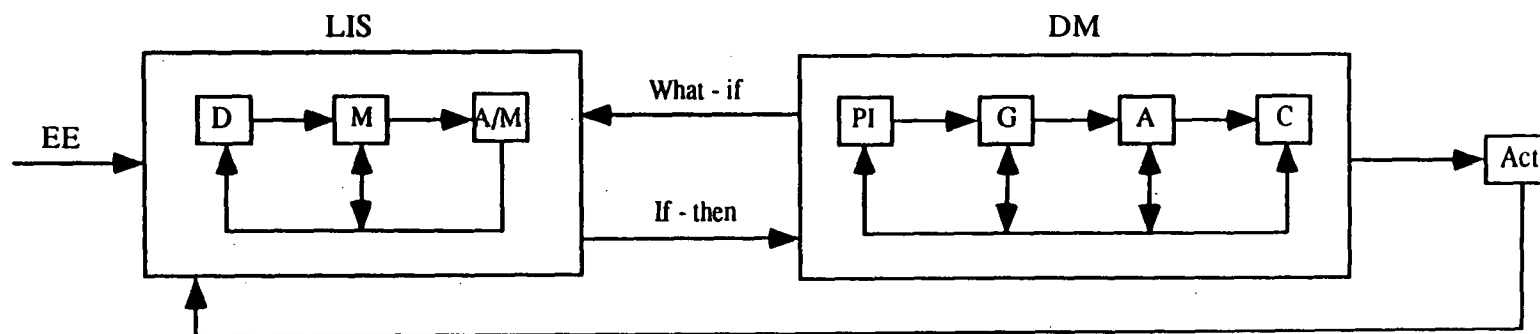 LIS
DM
What - if
D
M
A/M
PI
G
A
C
EE
Act
If - then